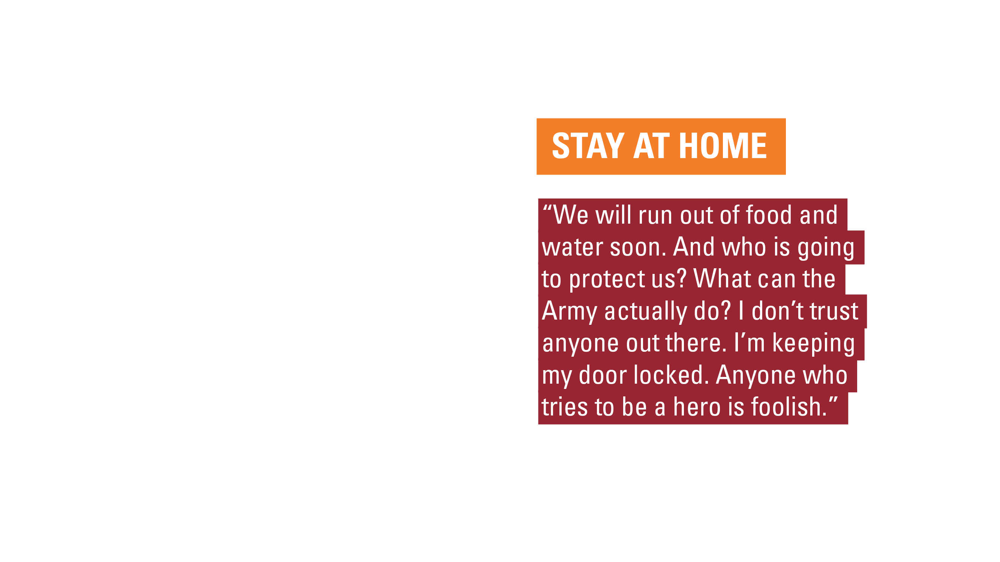 STAY AT HOME
“We will run out of food and
water soon. And who is going
to protect us? What can the
Army actually do? I don’t trust
anyone out there. I’m keeping
my door locked. Anyone who
tries to be a hero is foolish.”